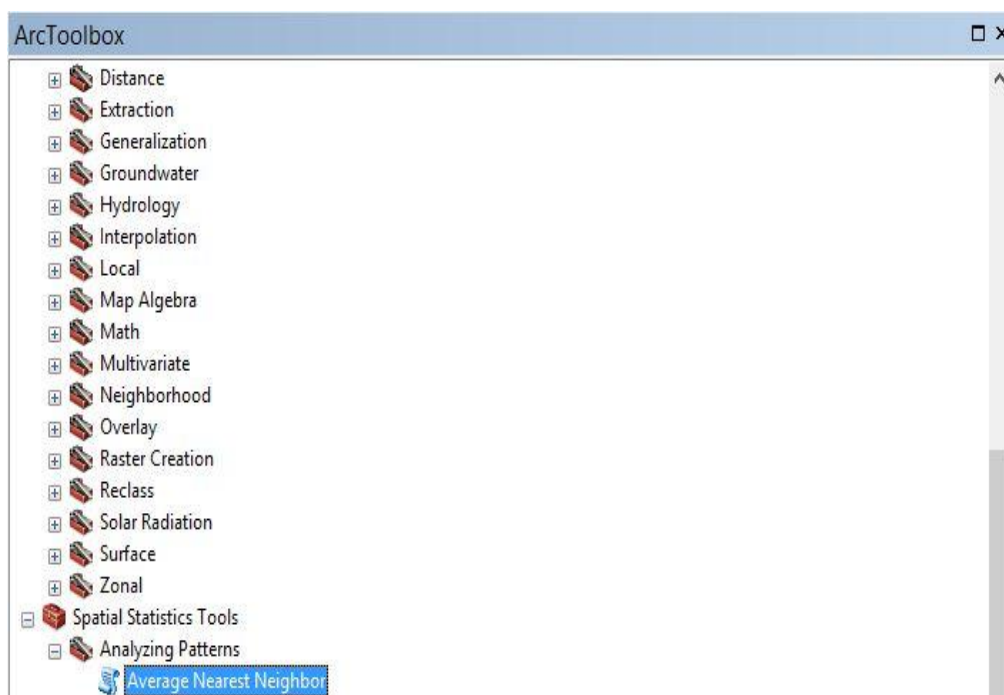 ArcToolbox
Distance
Extraction
Generalization
Groundwater
Hydrology
Interpolation
Local
Map Algebra
Math
Multivariate
Neighborhood
Overlay
Raster Creation
Reclass
Solar Radiation
Surface
Zonal
Spatial Statistics Tools
Analyzing Patterns
Average Nearest Neighbor